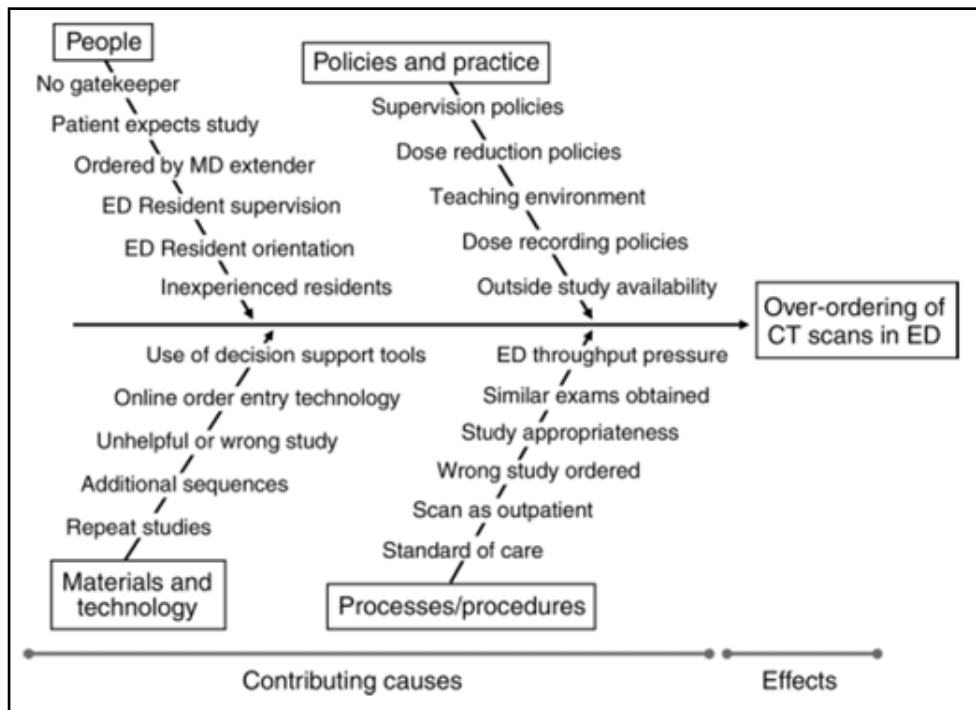 People
No gatekeeper
Patient expects study
Ordered by MD extender
ED Resident supervision
ED Resident orientation
Inexperienced residents
Policies and practice
Supervision policies
Dose reduction policies
Teaching environment
Dose recording policies
Outside study availability
Over-ordering of
CT scans in ED
Use of decision support tools
Online order entry technology
Unhelpful or wrong study
Additional sequences
Repeat studies
Materials and
technology
ED throughput pressure
Similar exams obtained
Study appropriateness
Wrong study ordered
Scan as outpatient
Standard of care
Processes/procedures
Contributing causes
Effects